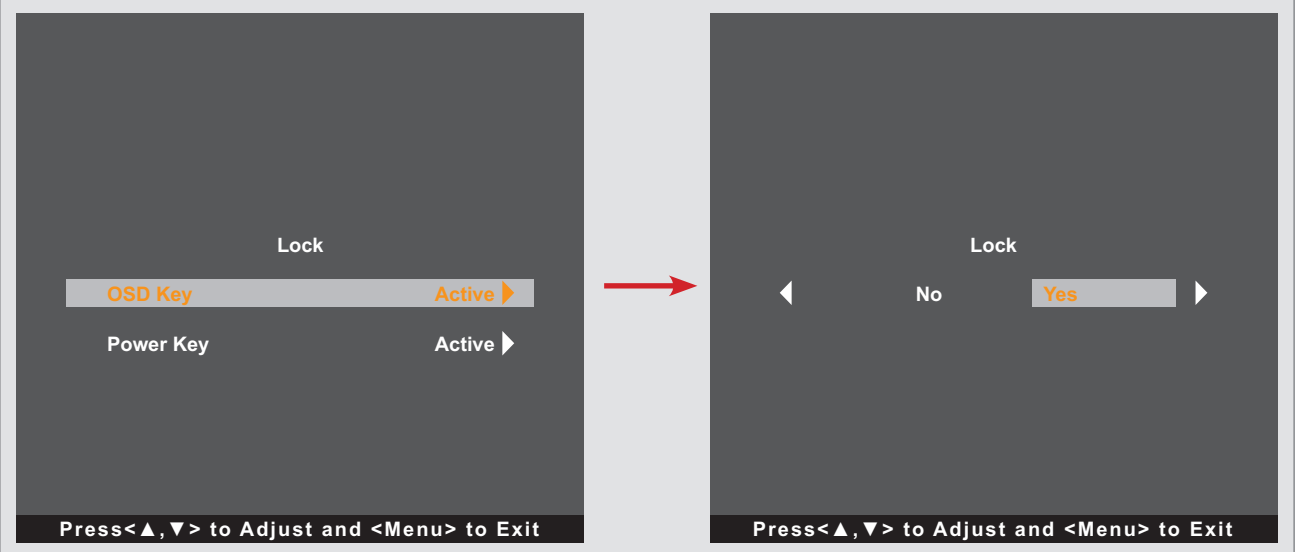 Lock
OSD Key Active
Power Key Active
Press<▲,▼> to Adjust and <Menu> to Exit
Lock
No Yes
Press<▲,▼> to Adjust and <Menu> to Exit